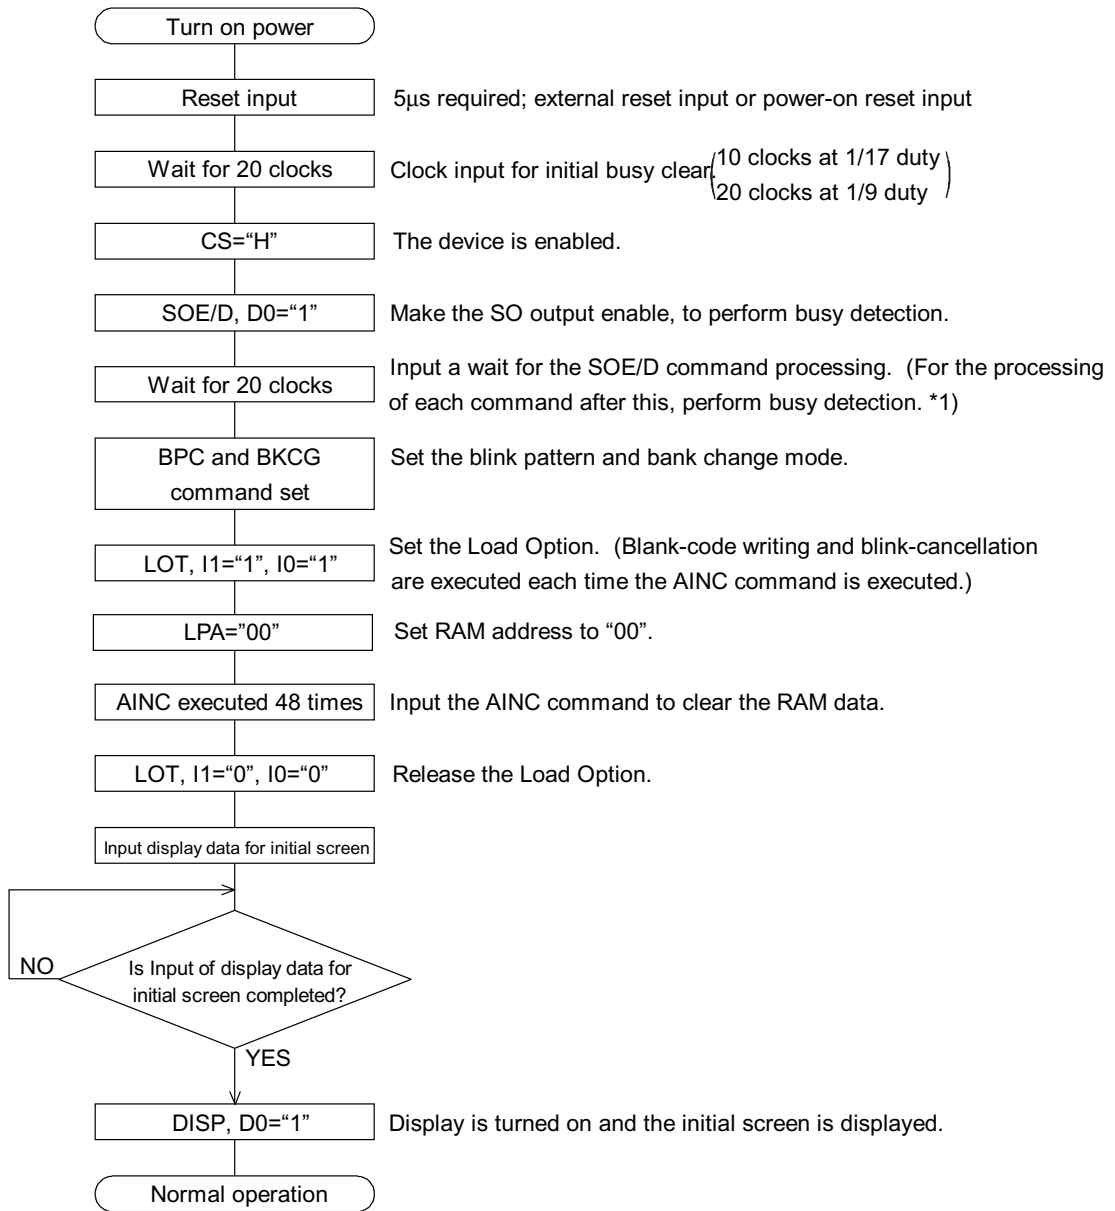 Turn on power
Reset input
5μs required; external reset input or power-on reset input
Wait for 20 clocks
Clock input for initial busy clear.
(10 clocks at 1/17 duty
20 clocks at 1/9 duty)
CS=“H”
The device is enabled.
SOE/D, D0=“1”
Make the SO output enable, to perform busy detection.
Wait for 20 clocks
Input a wait for the SOE/D command processing.  (For the processing
of each command after this, perform busy detection. *1)
BPC and BKCG
command set
Set the blink pattern and bank change mode.
LOT, I1=“1”, I0=“1”
Set the Load Option.  (Blank-code writing and blink-cancellation
are executed each time the AINC command is executed.)
LPA=”00”
Set RAM address to “00”.
AINC executed 48 times
Input the AINC command to clear the RAM data.
LOT, I1=“0”, I0=“0”
Release the Load Option.
Input display data for initial screen
NO
Is Input of display data for
initial screen completed?
YES
DISP, D0=“1”
Display is turned on and the initial screen is displayed.
Normal operation